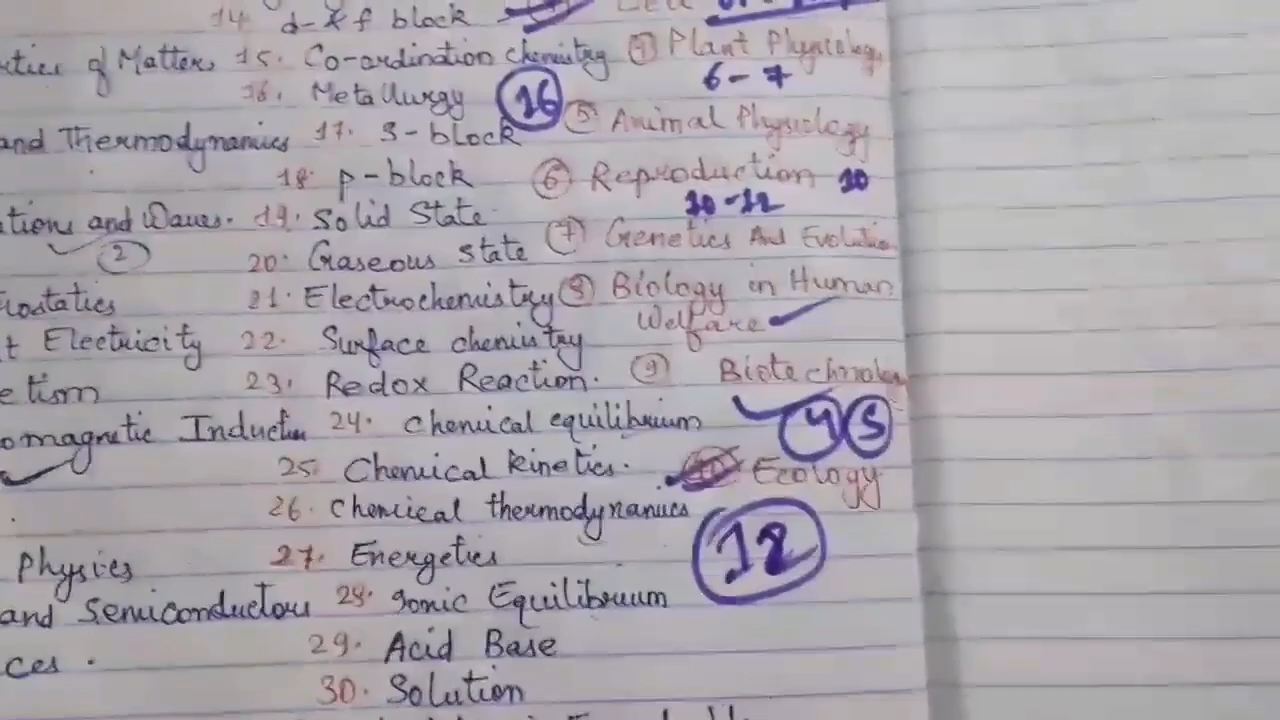 14. d-& f block
ties of Matter
and Thermodynamics
tions and Waves.
2
rostatics
t Electricity
etism
omagnetic Induction
Physics
and Semiconductors
ces.
15. Co-ordination chemistry
16. Metallurgy 16
17. S-block
18. p-block
19. Solid State
20. Gaseous state
21. Electrochemistry
22. Surface chemistry
23. Redox Reaction.
24. Chemical equilibrium
25. Chemical kinetics.
26. Chemical thermodynamics
27. Energetics
28. Ionic Equilibrium
29. Acid Base
30. Solution
4 Plant Physiology
6-7
5 Animal Physiology
6 Reproduction 10
10-12
7 Genetics And Evolution
8 Biology in Human
Welfare
9 Biotechnology
4 5
Ecology
12